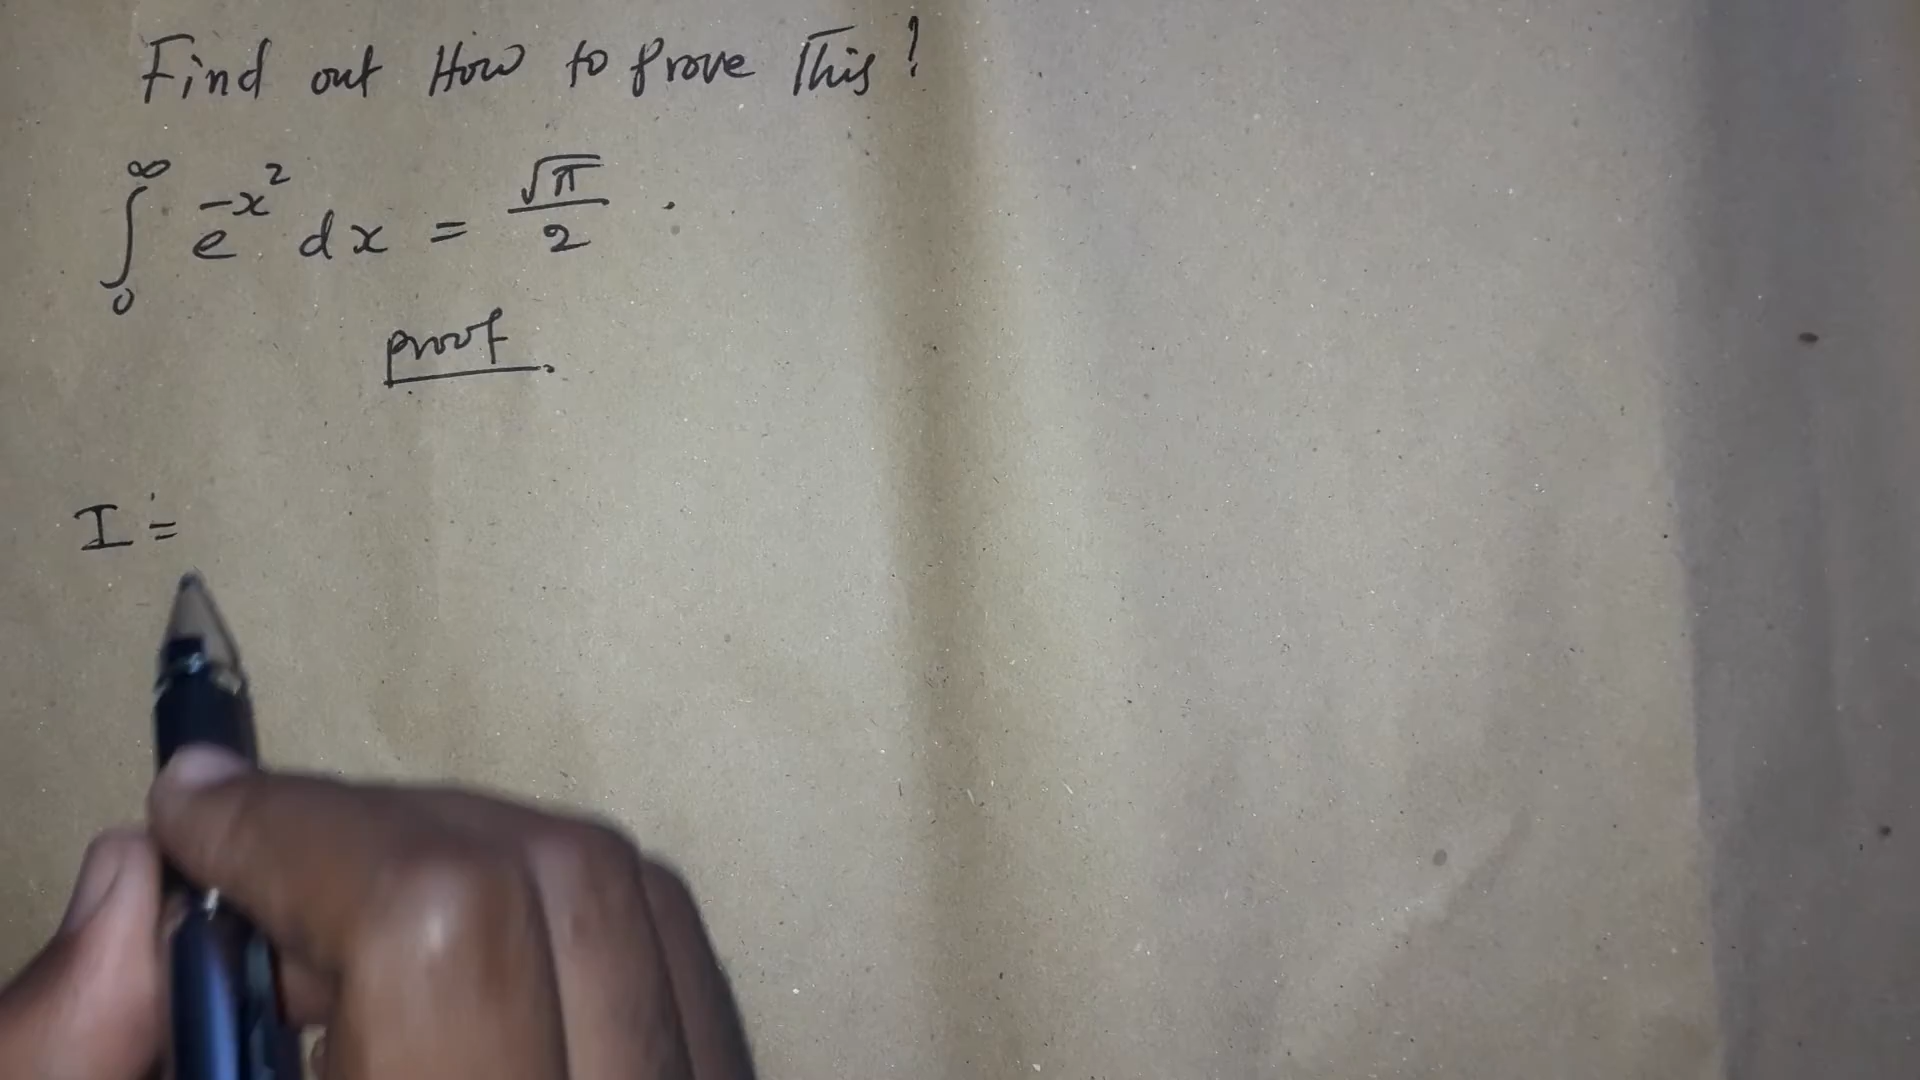 Find out How to prove This!
∫₀^∞ e^{-x²} dx = √π/2 .
proof.
I =